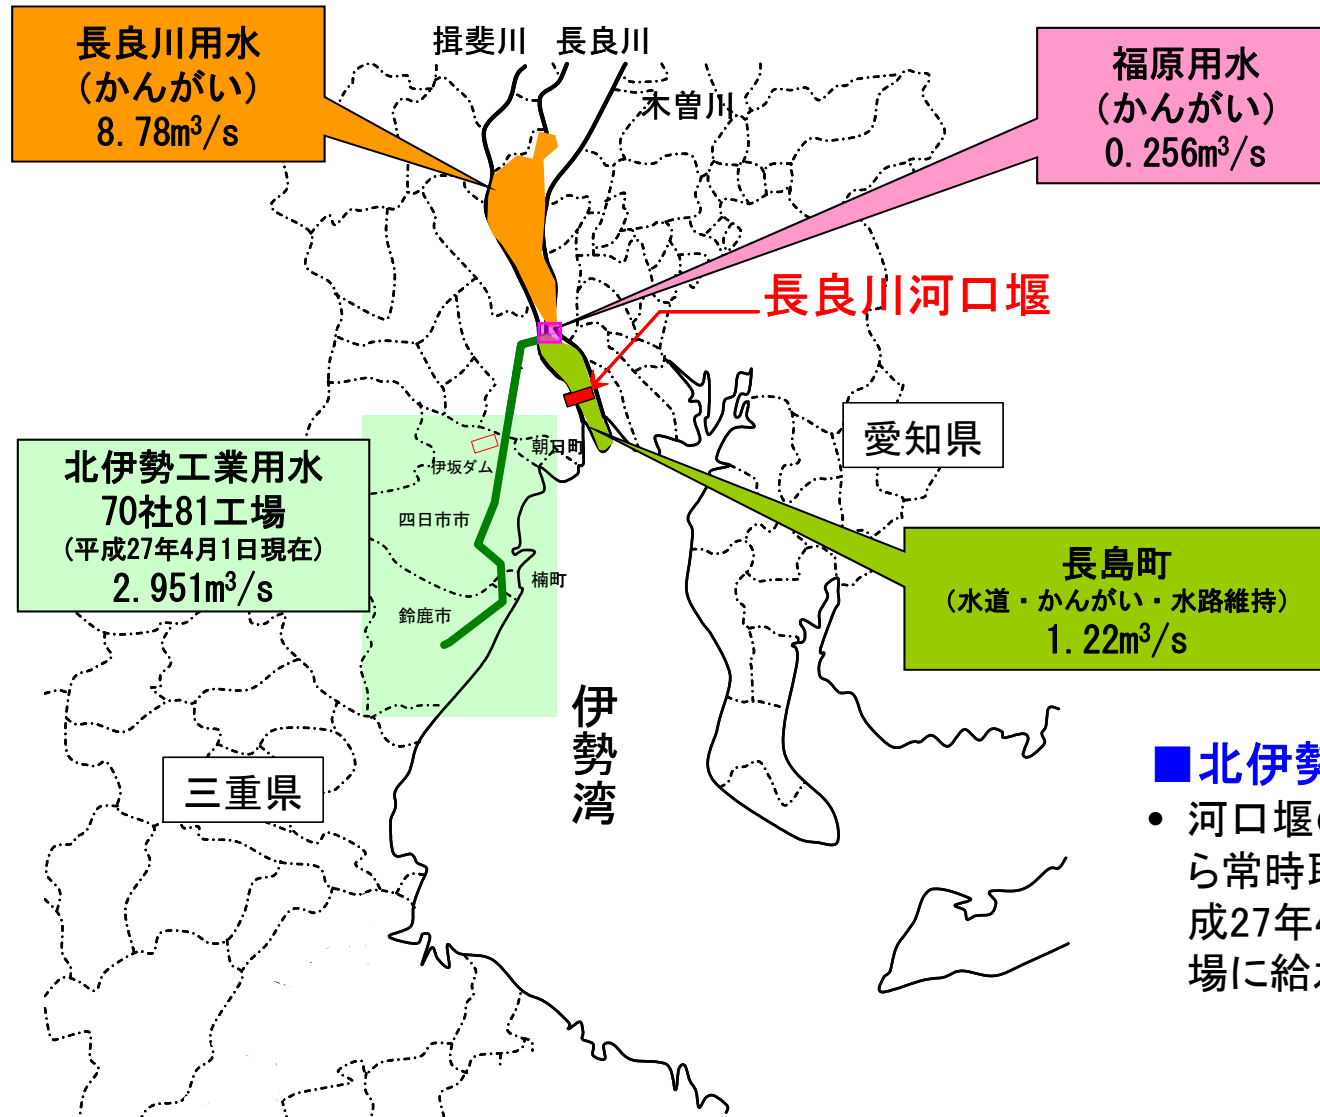 長良川用水
(かんがい)
8.78m³/s
揖斐川
長良川
木曽川
福原用水
(かんがい)
0.256m³/s
長良川河口堰
愛知県
北伊勢工業用水
70社81工場
(平成27年4月1日現在)
2.951m³/s
朝日町
伊坂ダム
四日市市
楠町
鈴鹿市
長島町
(水道・かんがい・水路維持)
1.22m³/s
伊勢湾
三重県
■北伊勢
• 河口堰
ら常時取
成27年4
場に給水